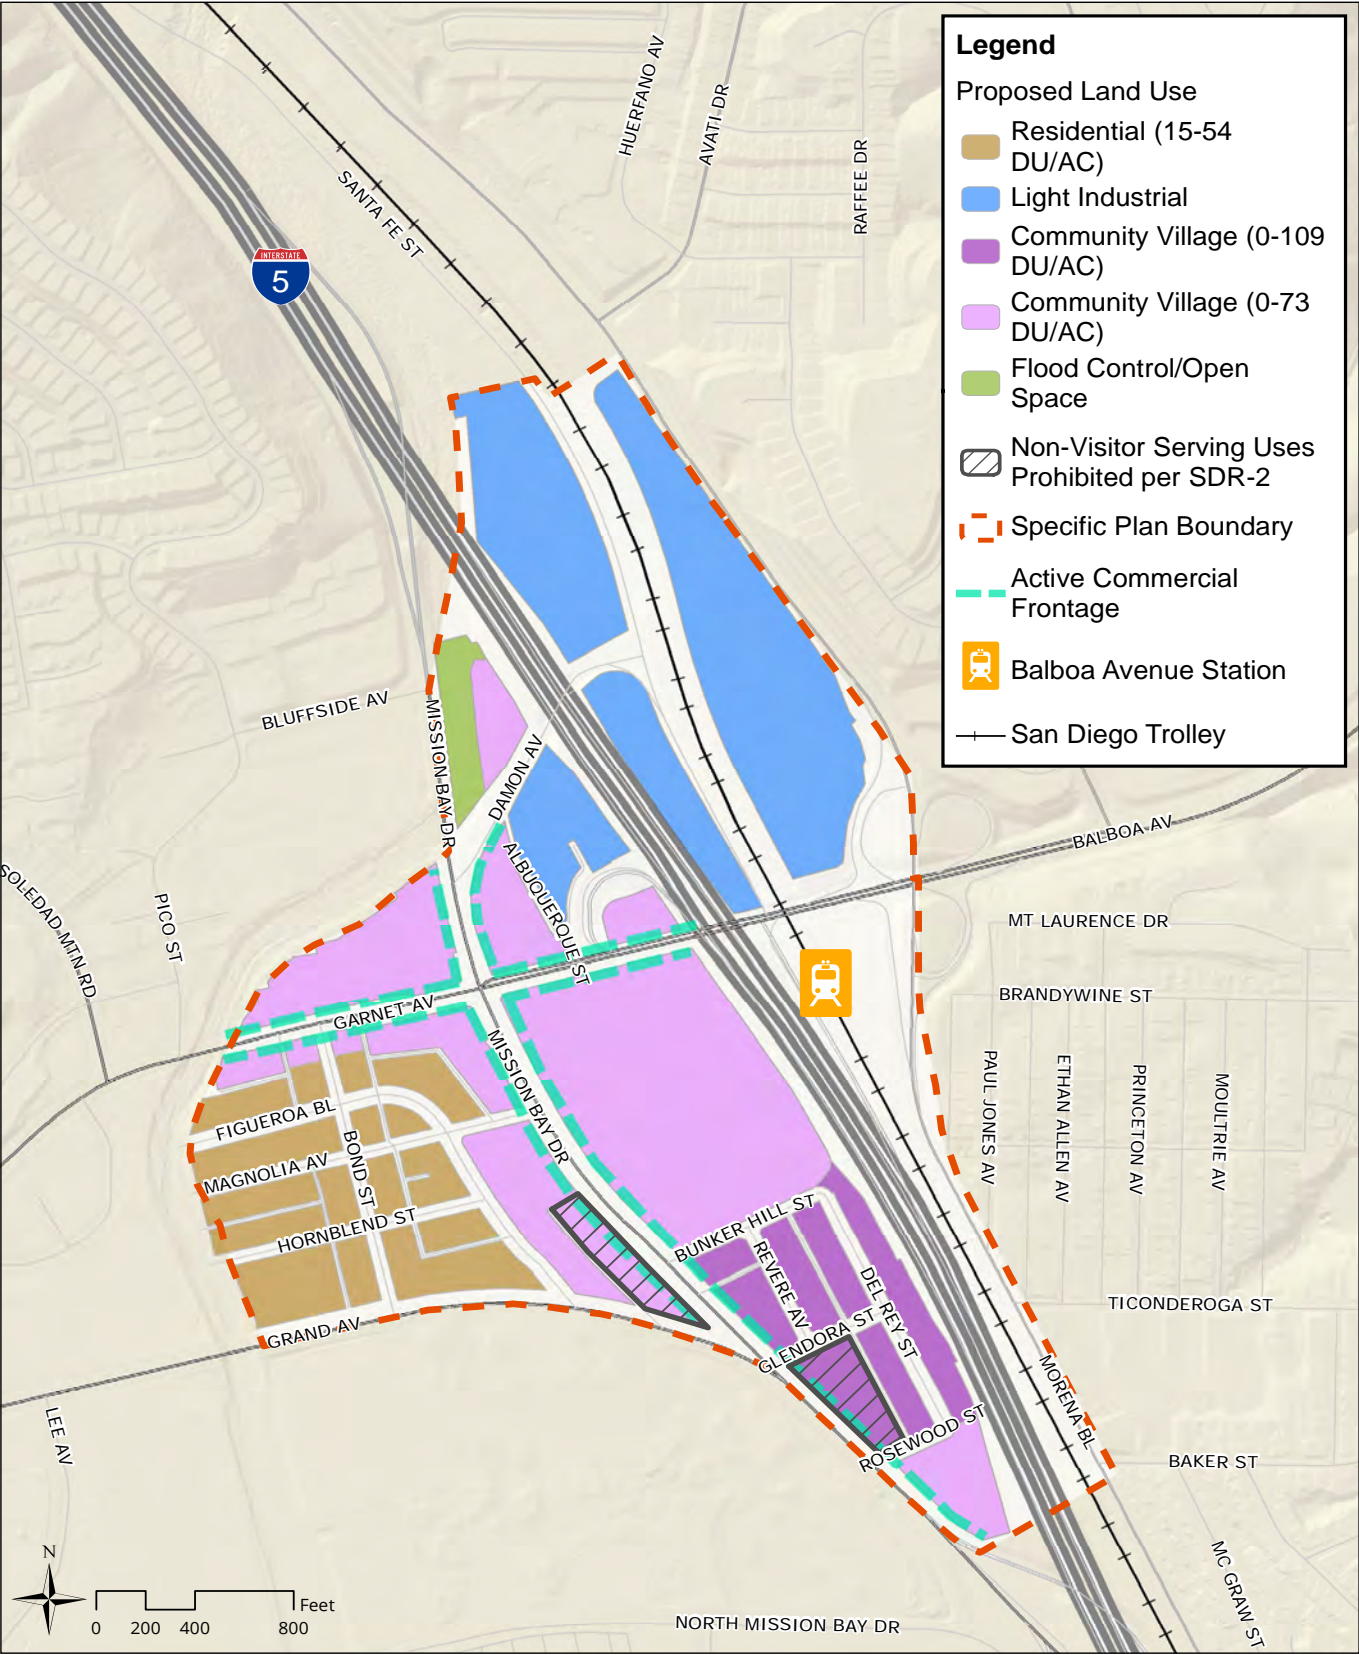 Legend
Proposed Land Use
Residential (15-54
DU/AC)
Light Industrial
Community Village (0-109
DU/AC)
Community Village (0-73
DU/AC)
Flood Control/Open
Space
Non-Visitor Serving Uses
Prohibited per SDR-2
Specific Plan Boundary
Active Commercial
Frontage
Balboa Avenue Station
San Diego Trolley
HUERFANO AV
AVATI DR
RAFFEE DR
SANTA FE ST
INTERSTATE
5
BLUFFSIDE AV
MISSION BAY DR
DAMON AV
ALBUQUERQUE ST
BALBOA AV
SOLEDAD MTN RD
PICO ST
MT LAURENCE DR
BRANDYWINE ST
GARNET AV
MISSION BAY DR
PAUL JONES AV
ETHAN ALLEN AV
PRINCETON AV
MOULTRIE AV
FIGUEROA BL
BOND ST
MAGNOLIA AV
HORNBLEND ST
BUNKER HILL ST
REVERE AV
DEL REY ST
GLENDORA ST
TICONDEROGA ST
GRAND AV
MORENA BL
LEE AV
ROSEWOOD ST
BAKER ST
MC GRAW ST
NORTH MISSION BAY DR
N
Feet
0 200 400 800